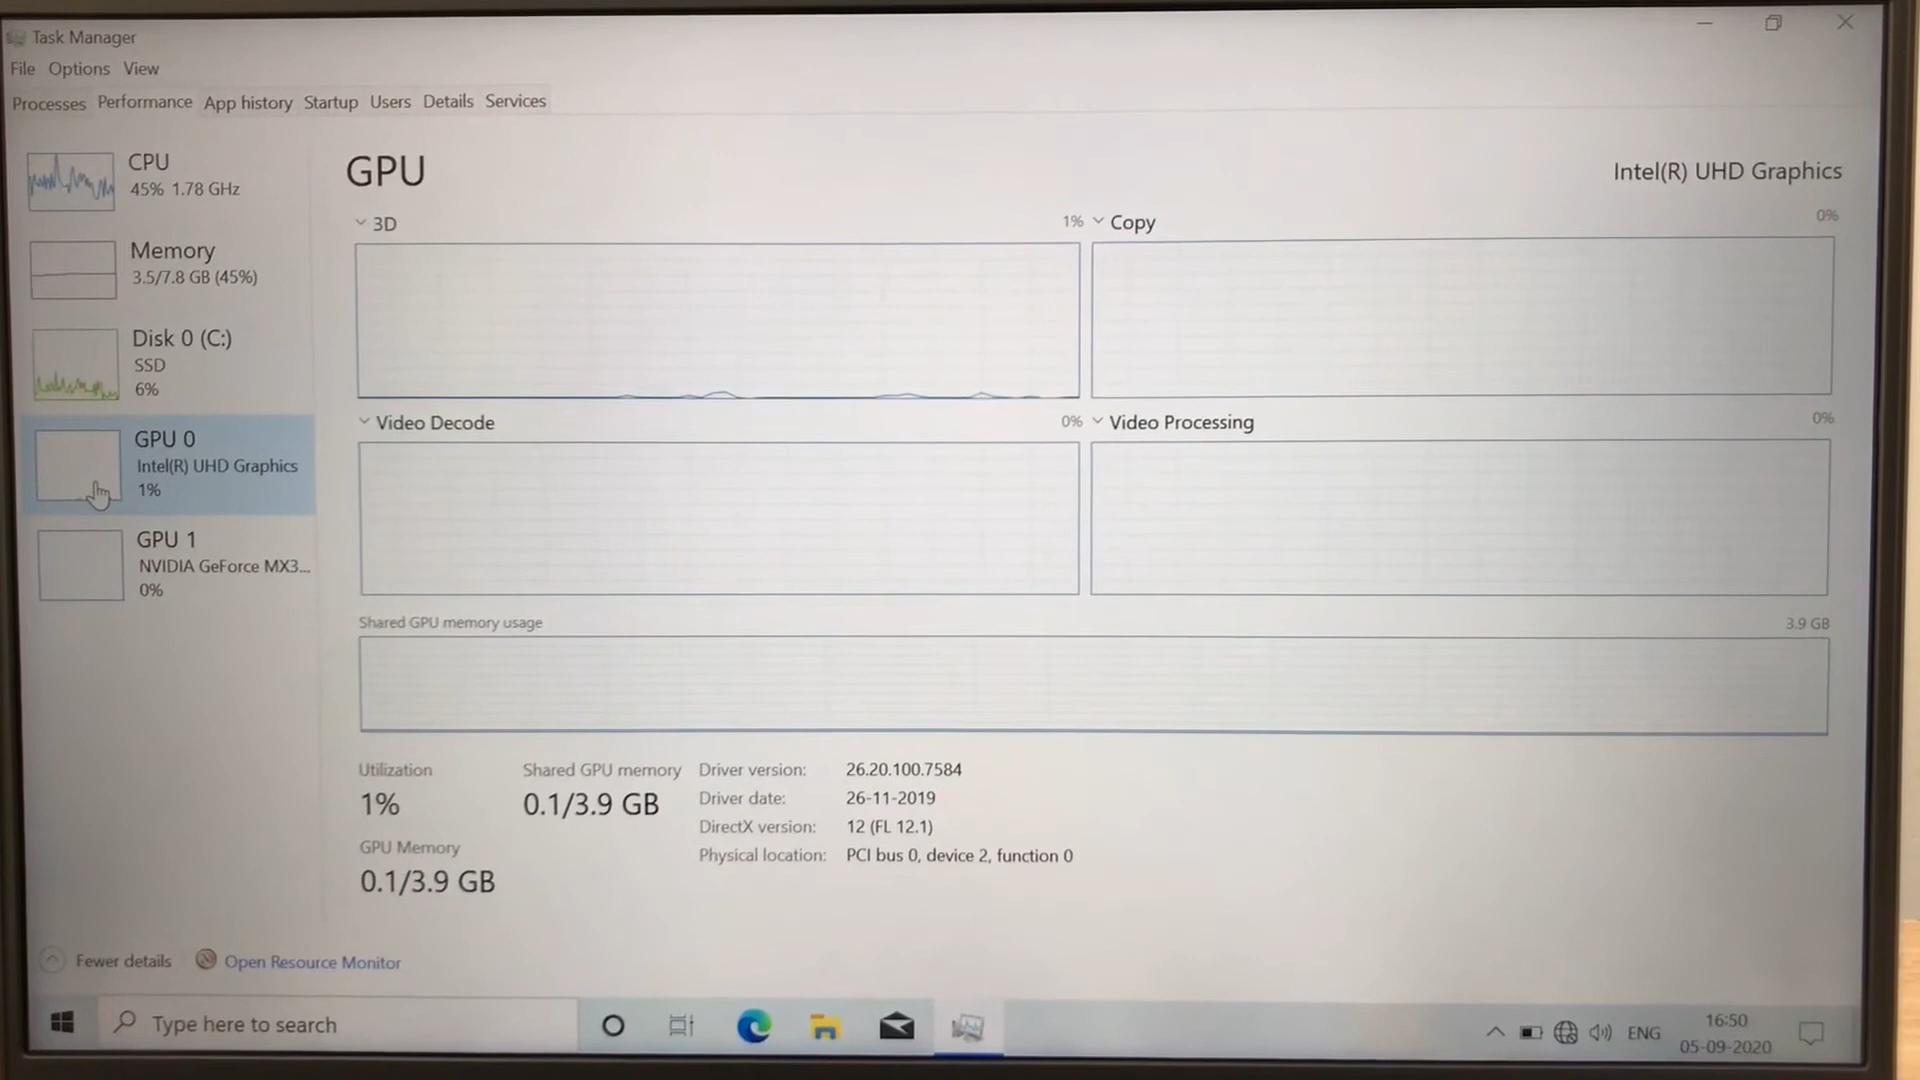 Task Manager
File Options View
Processes Performance App history Startup Users Details Services
CPU
45% 1.78 GHz
Memory
3.5/7.8 GB (45%)
Disk 0 (C:)
SSD
6%
GPU 0
Intel(R) UHD Graphics
1%
GPU 1
NVIDIA GeForce MX3...
0%
GPU
Intel(R) UHD Graphics
3D 1%
Copy 0%
Video Decode 0%
Video Processing 0%
Shared GPU memory usage 3.9 GB
Utilization
1%
Shared GPU memory
0.1/3.9 GB
GPU Memory
0.1/3.9 GB
Driver version: 26.20.100.7584
Driver date: 26-11-2019
DirectX version: 12 (FL 12.1)
Physical location: PCI bus 0, device 2, function 0
Fewer details Open Resource Monitor
Type here to search
ENG
16:50
05-09-2020